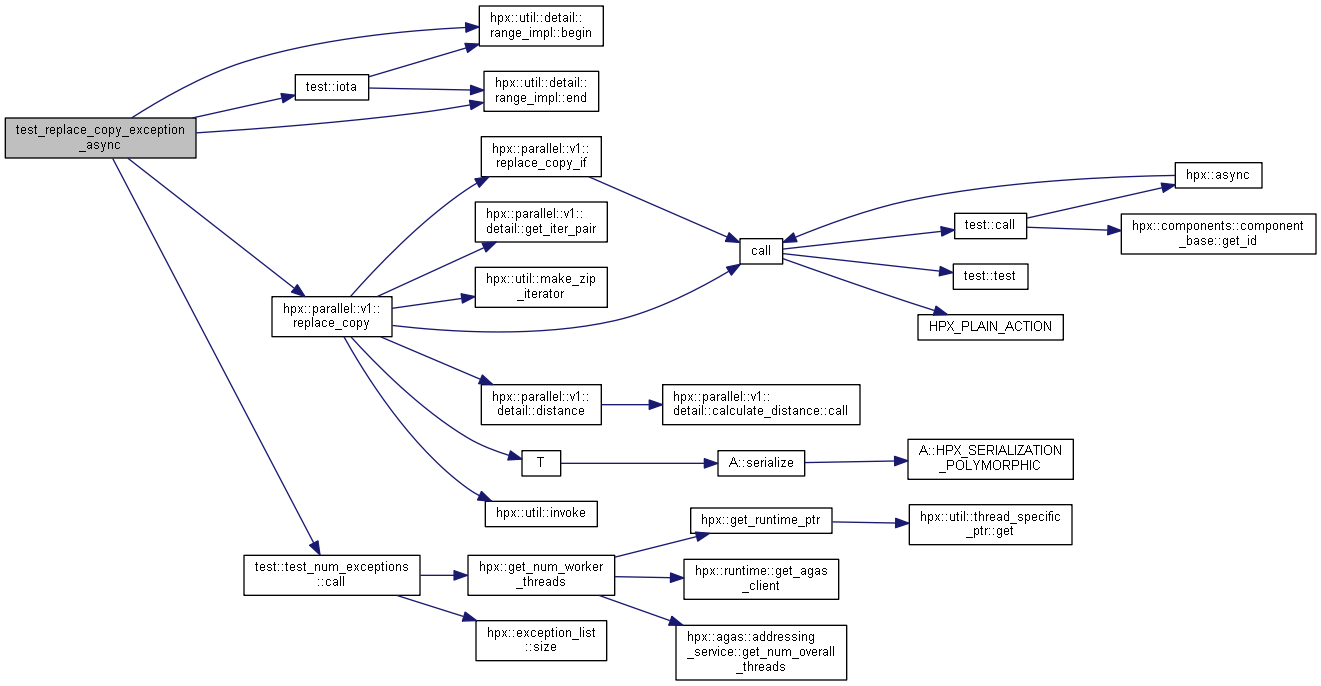 hpx::util::detail::
range_impl::begin
test::iota
hpx::util::detail::
range_impl::end
test_replace_copy_exception
_async
hpx::parallel::v1::
replace_copy_if
hpx::async
hpx::parallel::v1::
detail::get_iter_pair
test::call
hpx::components::component
_base::get_id
call
test::test
hpx::util::make_zip
_iterator
hpx::parallel::v1::
replace_copy
HPX_PLAIN_ACTION
hpx::parallel::v1::
detail::distance
hpx::parallel::v1::
detail::calculate_distance::call
T
A::serialize
A::HPX_SERIALIZATION
_POLYMORPHIC
hpx::util::invoke
hpx::get_runtime_ptr
hpx::util::thread_specific
_ptr::get
test::test_num_exceptions
::call
hpx::get_num_worker
_threads
hpx::runtime::get_agas
_client
hpx::exception_list
::size
hpx::agas::addressing
_service::get_num_overall
_threads